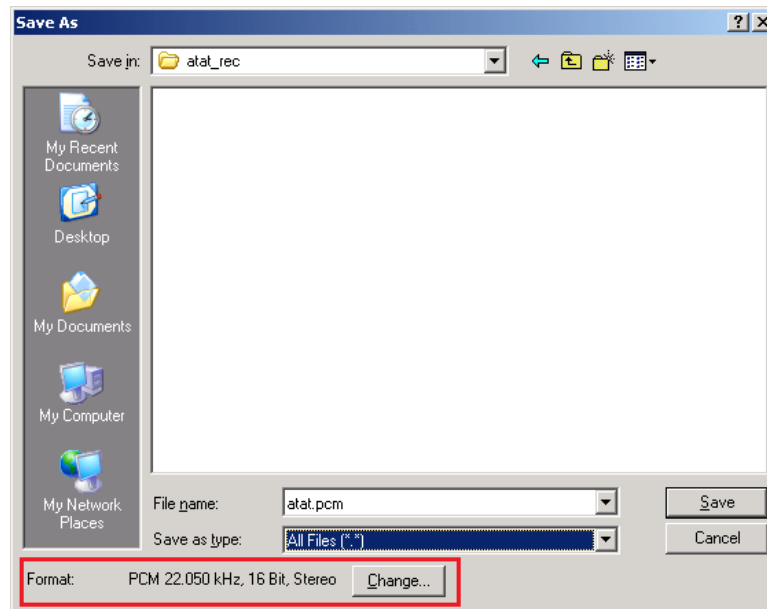 Save As
Save in: atat_rec
My Recent
Documents
Desktop
My Documents
My Computer
My Network
Places
File name: atat.pcm Save
Save as type: All Files (*.*) Cancel
Format: PCM 22.050 kHz, 16 Bit, Stereo Change...